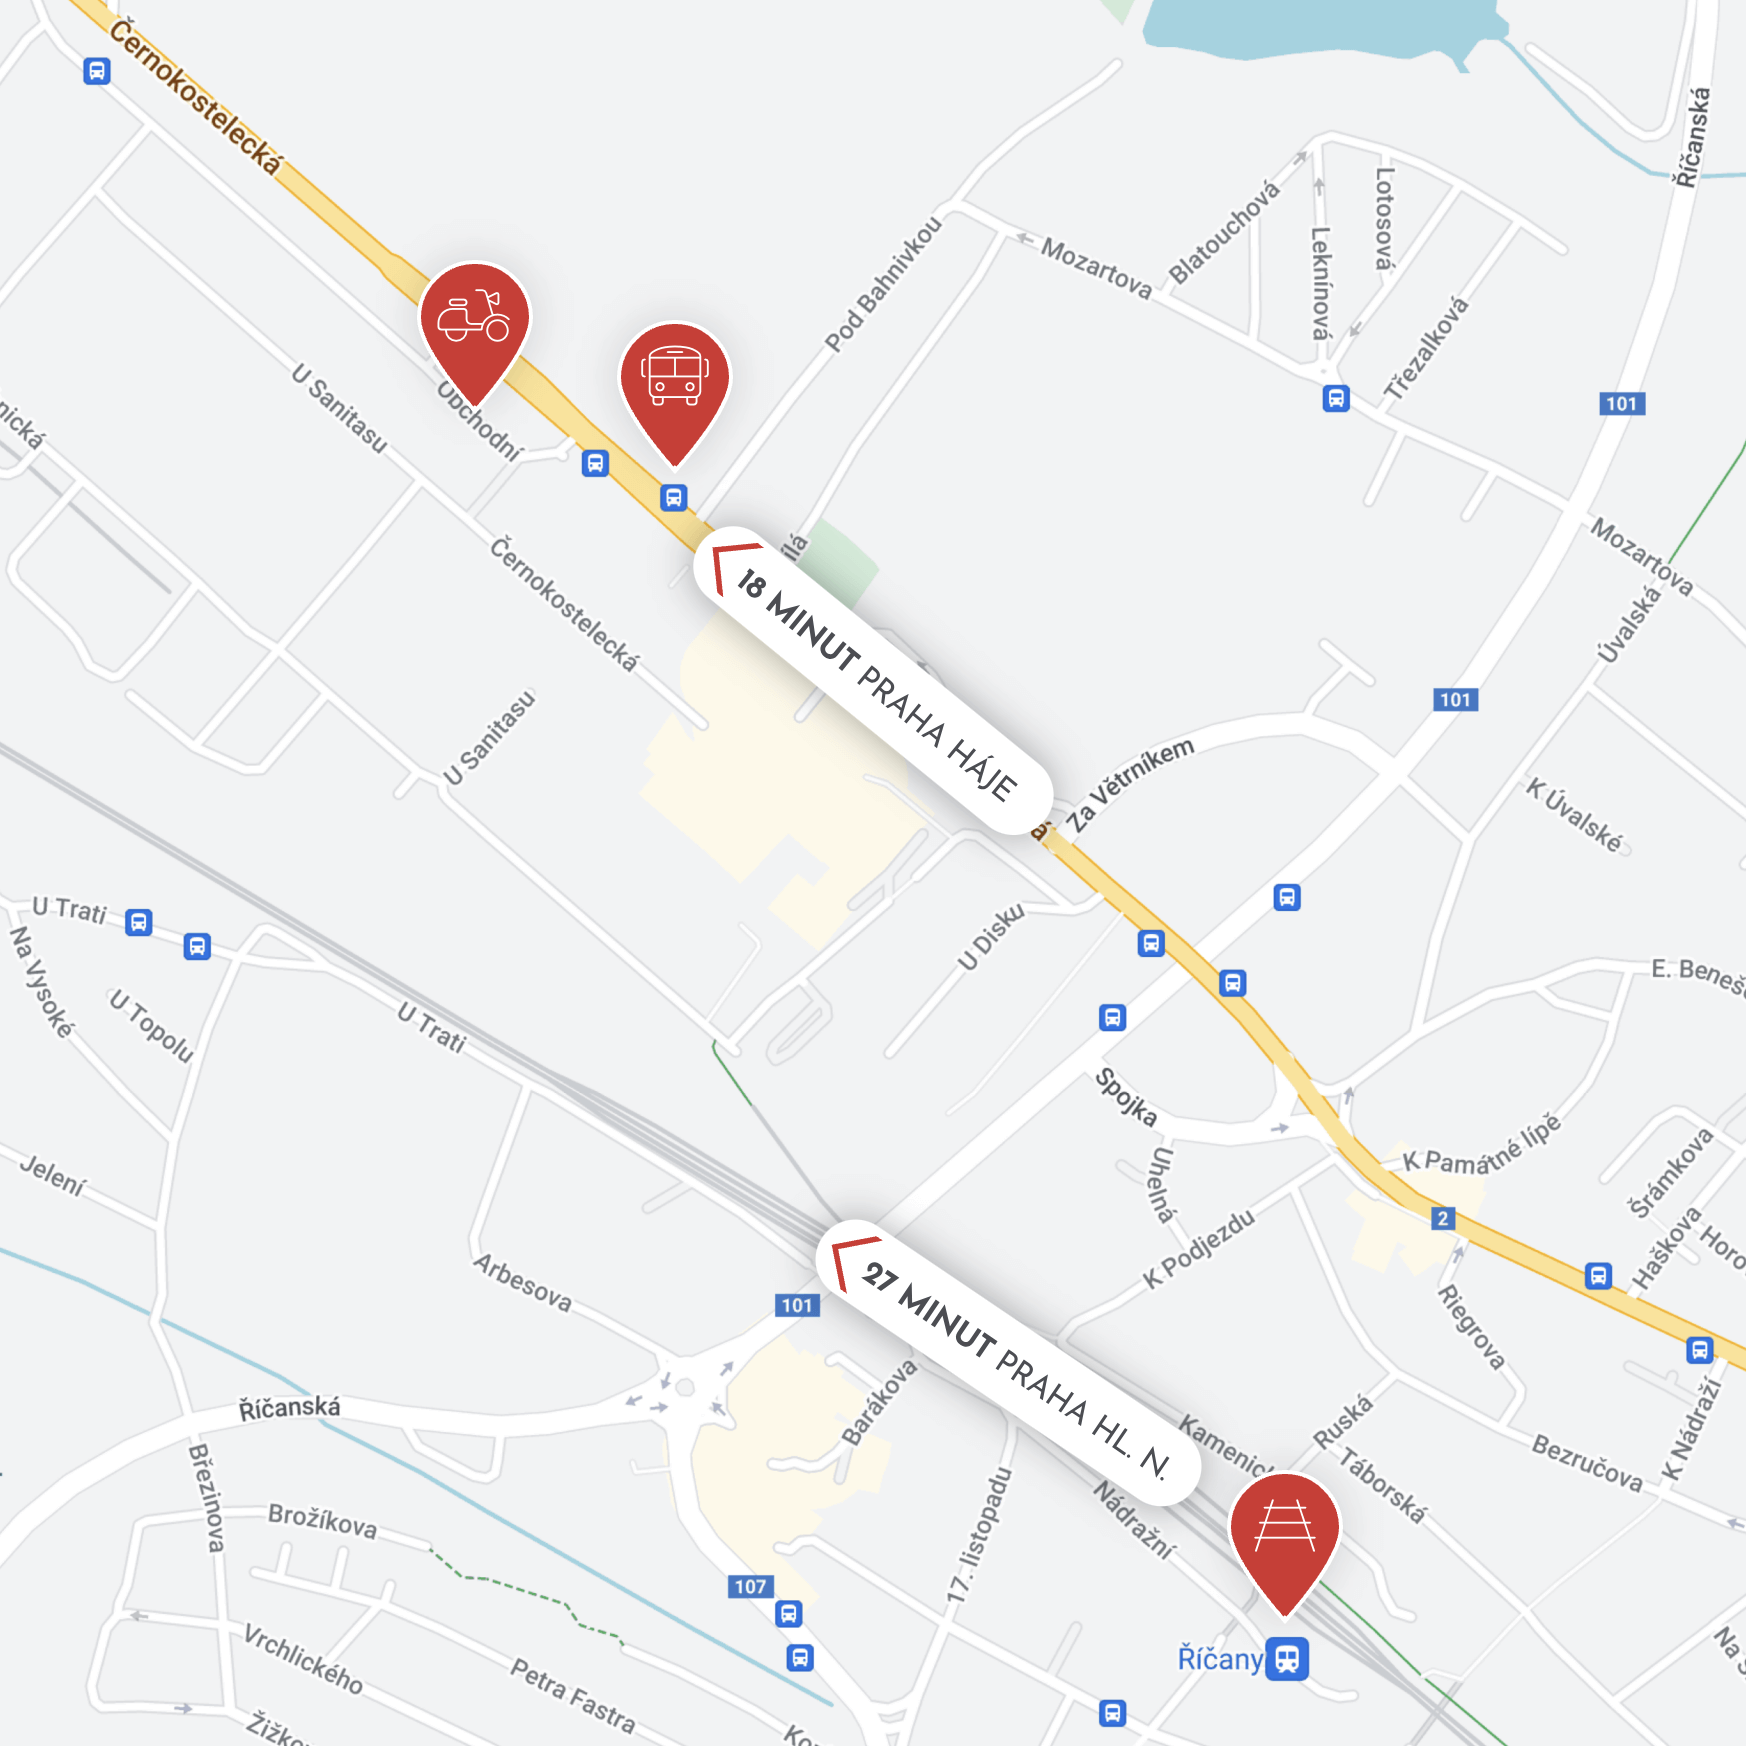 Černokostelecká
Říčanská
Lotosová
Blatouchová
Leknínová
Mozartova
Pod Bahnivkou
Třezalková
101
U Sanitasu
Obchodní
Mozartova
Úvalská
18 MINUT PRAHA HÁJE
Černokostelecká
101
U Sanitasu
Za Větrníkem
K Úvalské
U Trati
U Disku
Na Vysoké
U Topolu
U Trati
Spojka
K Památné lípě
Uhelná
Šrámkova
Jelení
K Podjezdu
2
Haškova
Arbesova
101
27 MINUT PRAHA HL. N.
Riegrova
Barákova
Říčanská
Ruská
K Nádraží
Bezručova
Táborská
Nádražní
Březinova
Brožíkova
17. listopadu
107
Vrchlického
Petra Fastra
Říčany